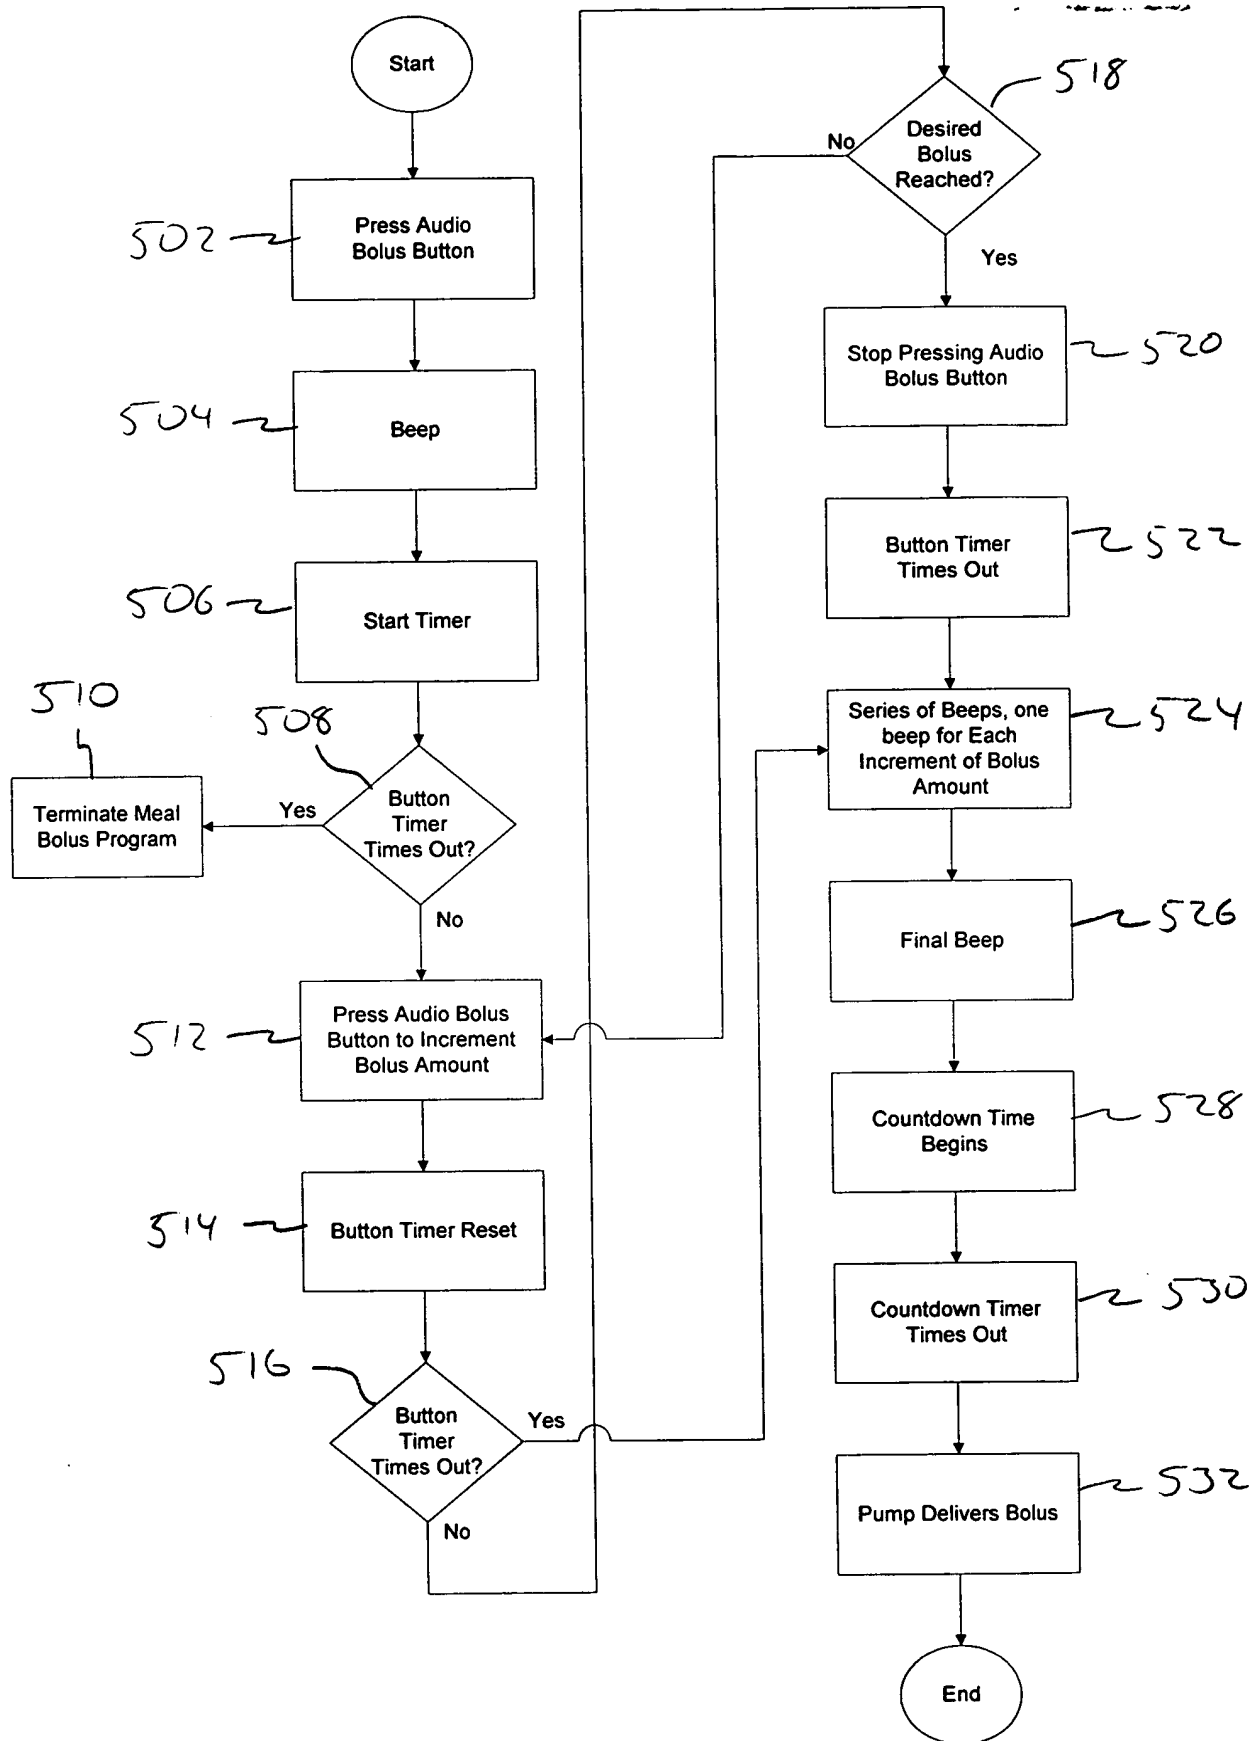 Start
502
Press Audio
Bolus Button
504
Beep
506
Start Timer
510
Terminate Meal
Bolus Program
508
Yes
Button
Timer
Times Out?
No
512
Press Audio Bolus
Button to Increment
Bolus Amount
514
Button Timer Reset
516
Button
Timer
Times Out?
Yes
No
518
Desired
Bolus
Reached?
No
Yes
520
Stop Pressing Audio
Bolus Button
522
Button Timer
Times Out
524
Series of Beeps, one
beep for Each
Increment of Bolus
Amount
526
Final Beep
528
Countdown Time
Begins
530
Countdown Timer
Times Out
532
Pump Delivers Bolus
End